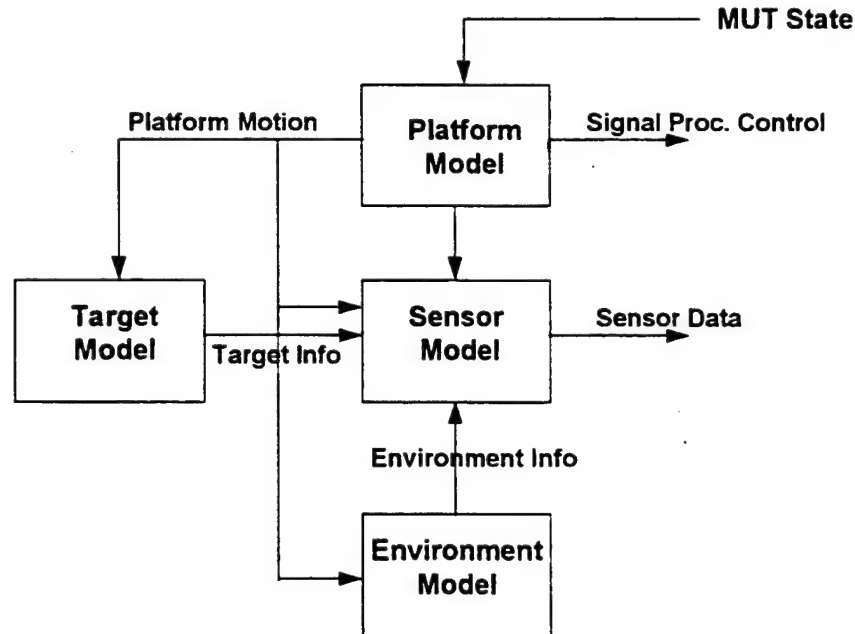 MUT State
Platform Motion
Platform
Model
Signal Proc. Control
Target
Model
Target Info
Sensor
Model
Sensor Data
Environment Info
Environment
Model